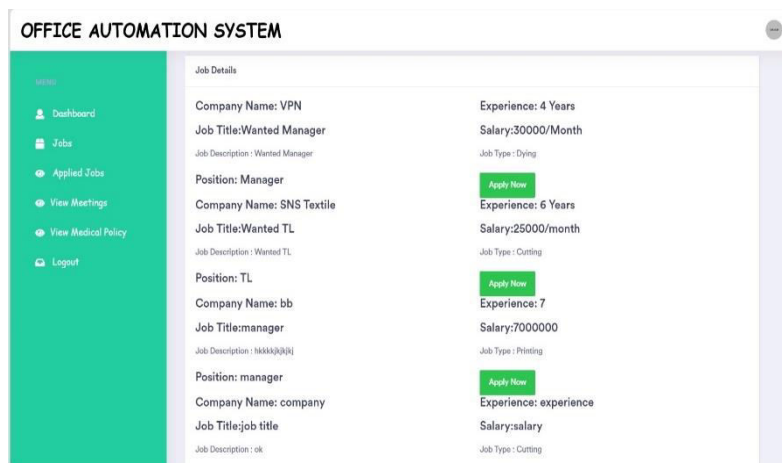 OFFICE AUTOMATION SYSTEM
MENU
Dashboard
Jobs
Applied Jobs
View Meetings
View Medical Policy
Logout
Job Details
Company Name: VPN
Experience: 4 Years
Job Title:Wanted Manager
Salary:30000/Month
Job Description : Wanted Manager
Job Type : Dying
Position: Manager
Apply Now
Company Name: SNS Textile
Experience: 6 Years
Job Title:Wanted TL
Salary:25000/month
Job Description : Wanted TL
Job Type : Cutting
Position: TL
Apply Now
Company Name: bb
Experience: 7
Job Title:manager
Salary:7000000
Job Type : Printing
Position: manager
Apply Now
Company Name: company
Experience: experience
Job Title:job title
Salary:salary
Job Description : ok
Job Type : Cutting